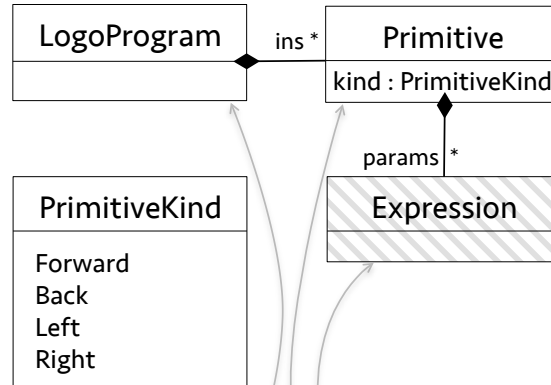 LogoProgram
ins *
Primitive
kind : PrimitiveKind
params *
PrimitiveKind
Forward
Back
Left
Right
Expression